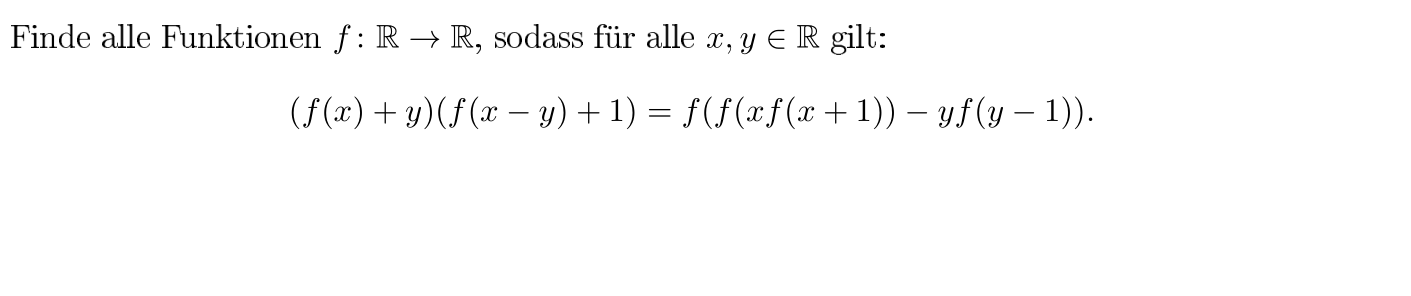 Finde alle Funktionen f: ℝ → ℝ, sodass für alle x, y ∈ ℝ gilt:
(f(x) + y)(f(x − y) + 1) = f(f(xf(x + 1)) − yf(y − 1)).